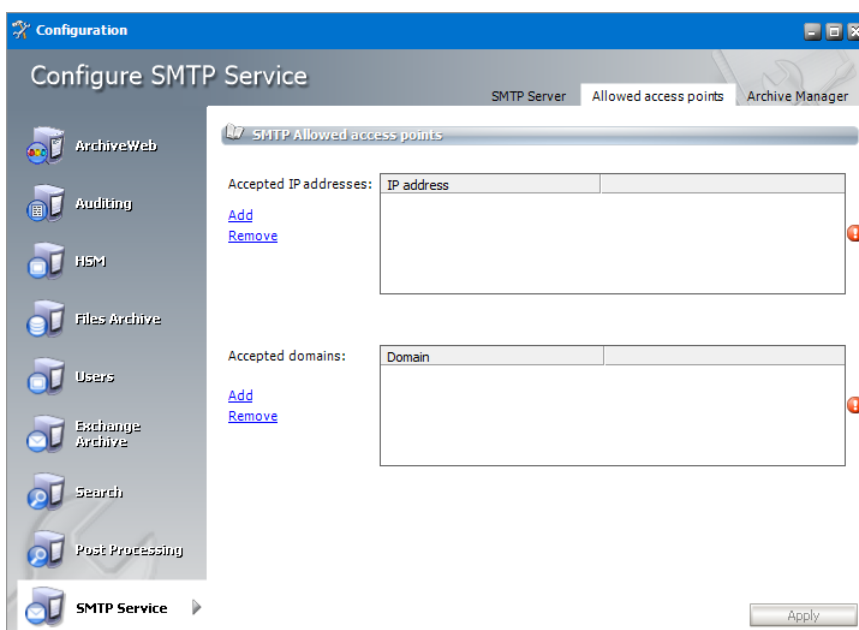 Configuration
Configure SMTP Service
SMTP Server Allowed access points Archive Manager
SMTP Allowed access points
ArchiveWeb
Auditing
HSM
Files Archive
Users
Exchange
Archive
Search
Post Processing
SMTP Service
Accepted IP addresses:
IP address
Add
Remove
Accepted domains:
Domain
Add
Remove
Apply